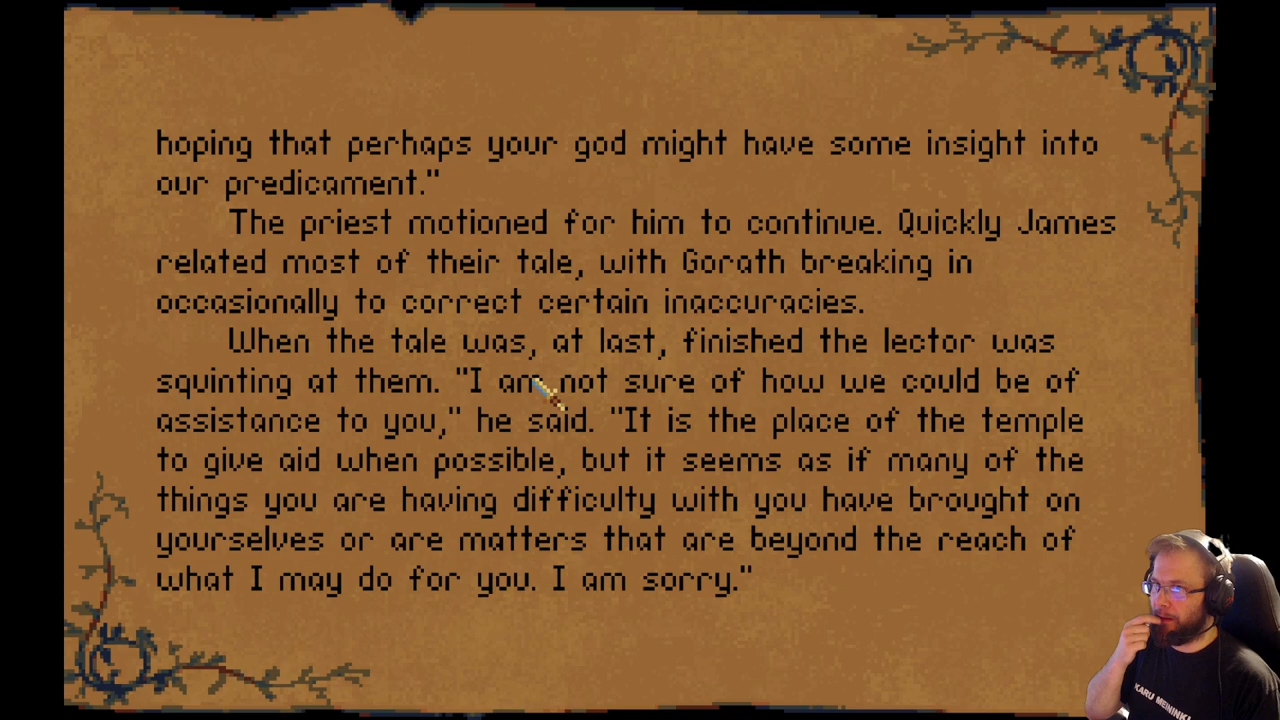 hoping that perhaps your god might have some insight into
our predicament."
The priest motioned for him to continue. Quickly James
related most of their tale, with Gorath breaking in
occasionally to correct certain inaccuracies.
When the tale was, at last, finished the lector was
squinting at them. "I am not sure of how we could be of
assistance to you," he said. "It is the place of the temple
to give aid when possible, but it seems as if many of the
things you are having difficulty with you have brought on
yourselves or are matters that are beyond the reach of
what I may do for you. I am sorry."